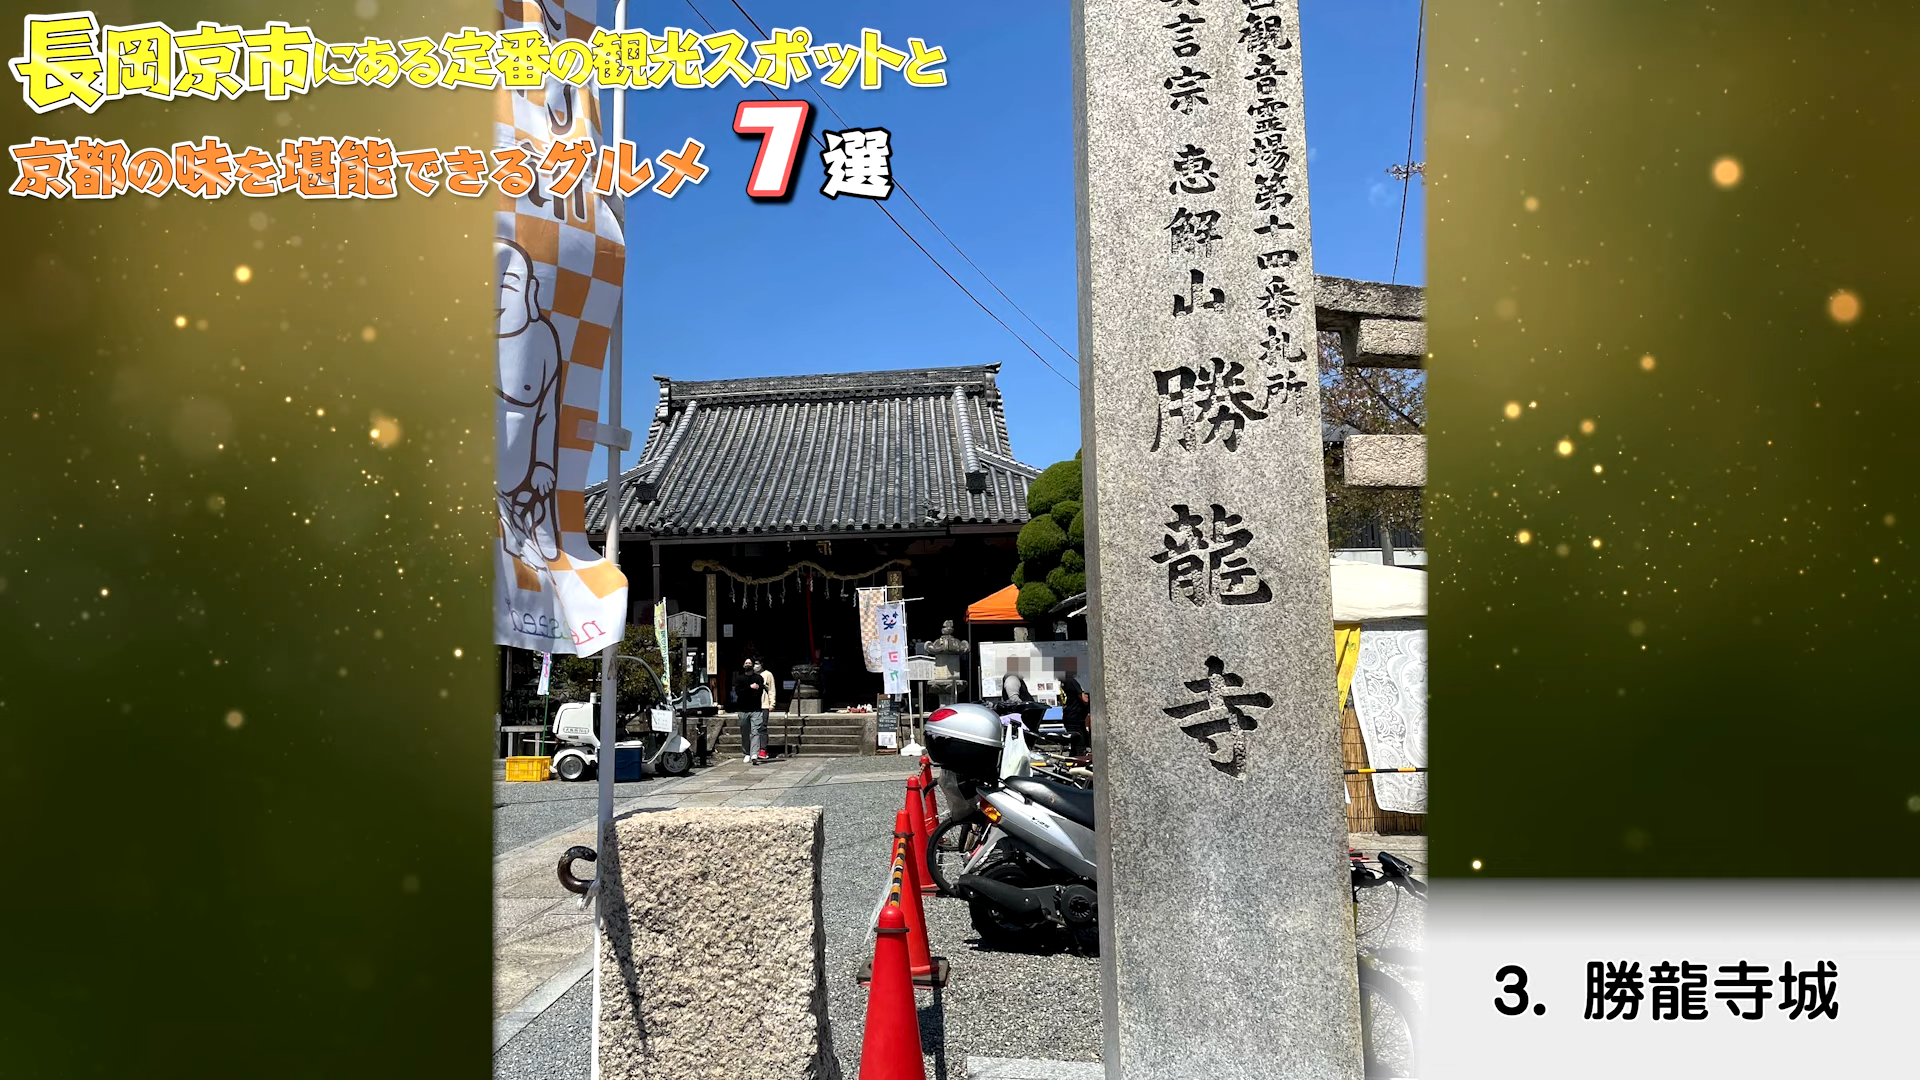 長岡京市にある定番の観光スポットと
京都の味を堪能できるグルメ 7選
観音霊場第十四番札所
言宗 恵解山 勝龍寺
笑い
3. 勝龍寺城